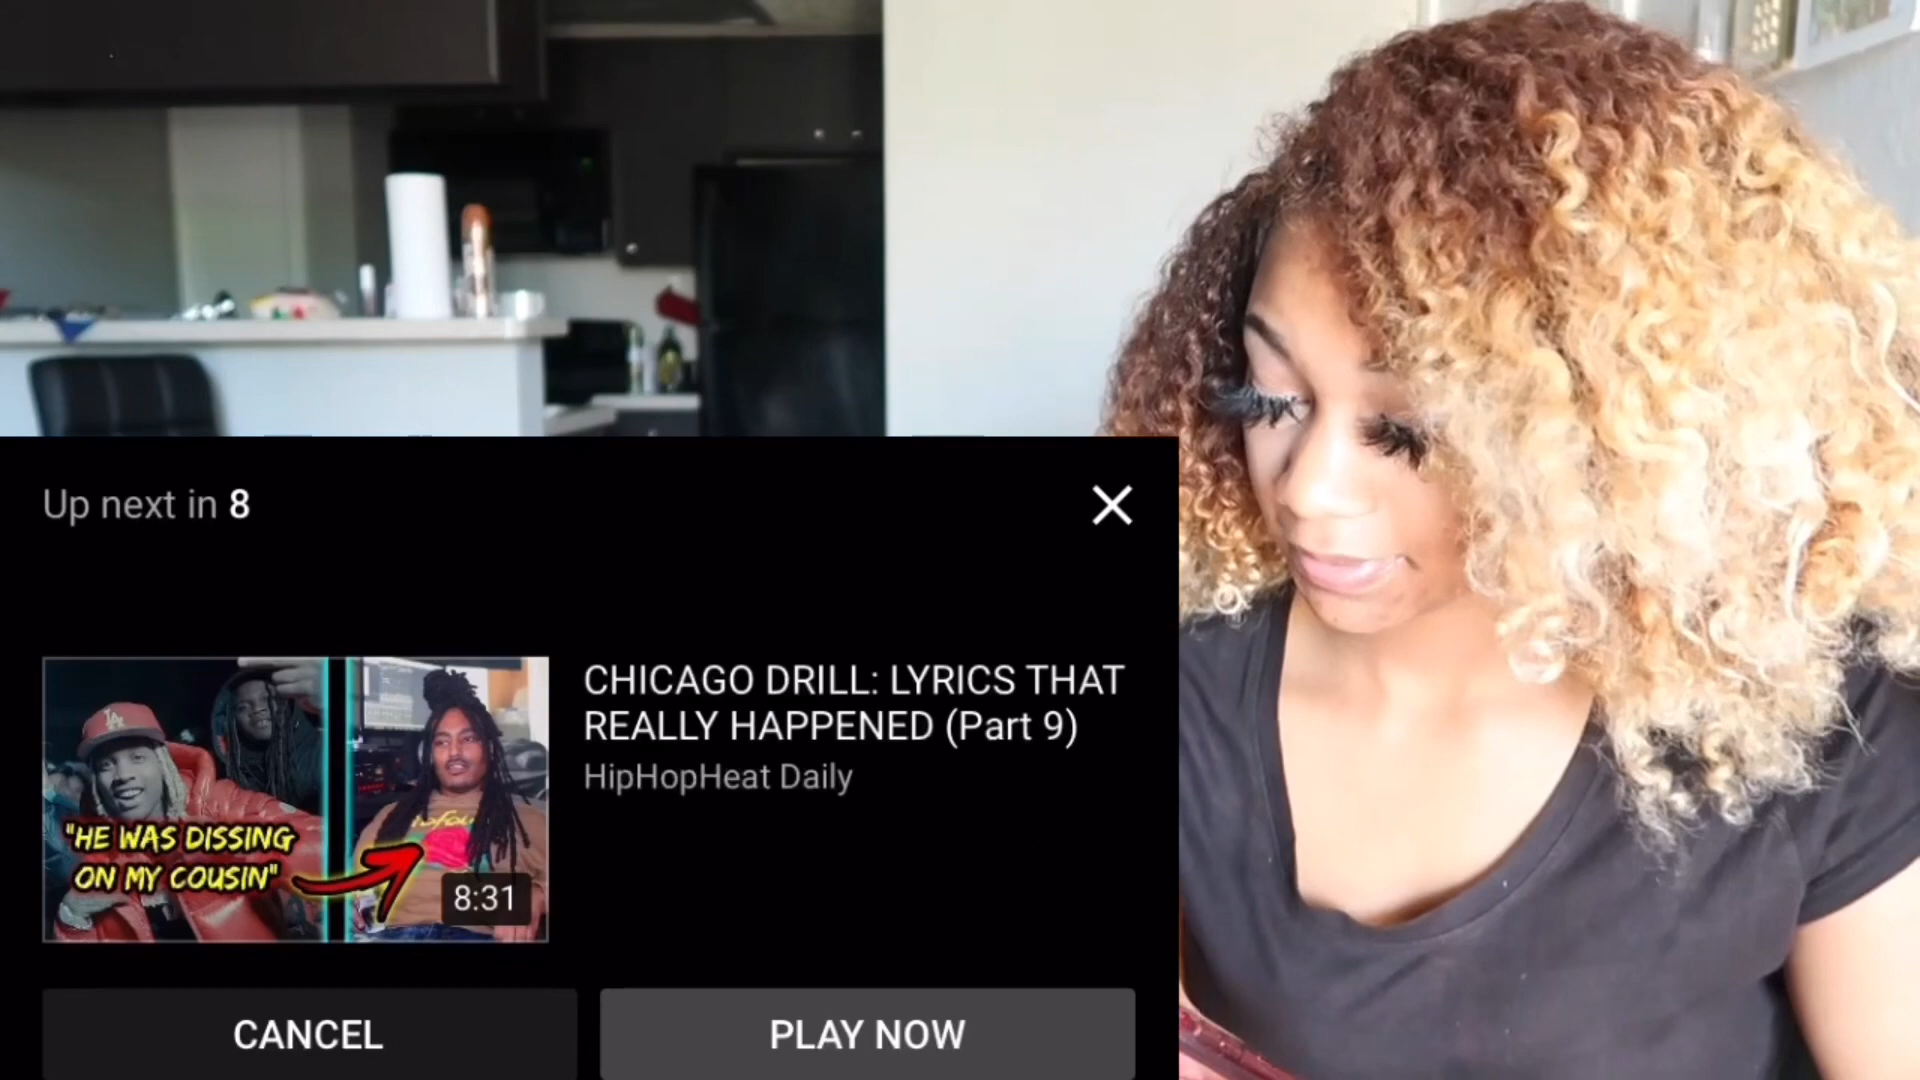 Up next in 8
CHICAGO DRILL: LYRICS THAT
REALLY HAPPENED (Part 9)
HipHopHeat Daily
LA
"HE WAS DISSING
ON MY COUSIN"
8:31
CANCEL
PLAY NOW